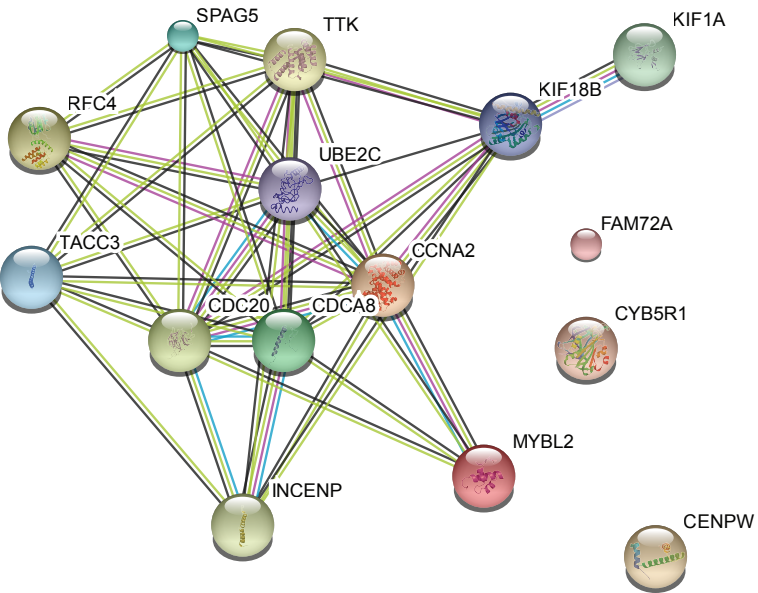 SPAG5
TTK
KIF1A
KIF18B
RFC4
UBE2C
FAM72A
TACC3
CCNA2
CDC20
CDCA8
CYB5R1
MYBL2
INCENP
CENPW